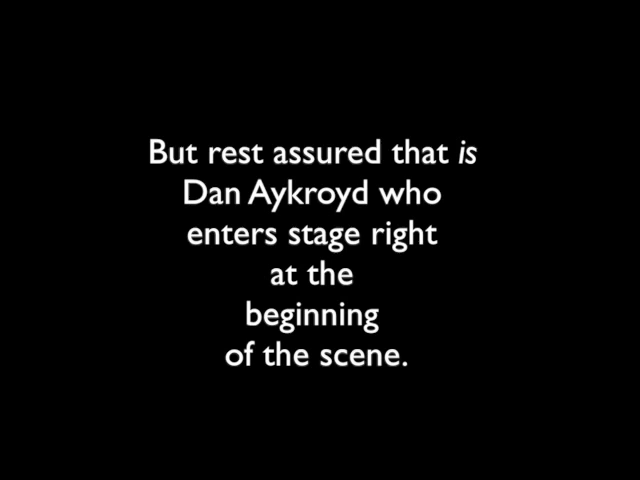 But rest assured that is
Dan Aykroyd who
enters stage right
at the
beginning
of the scene.